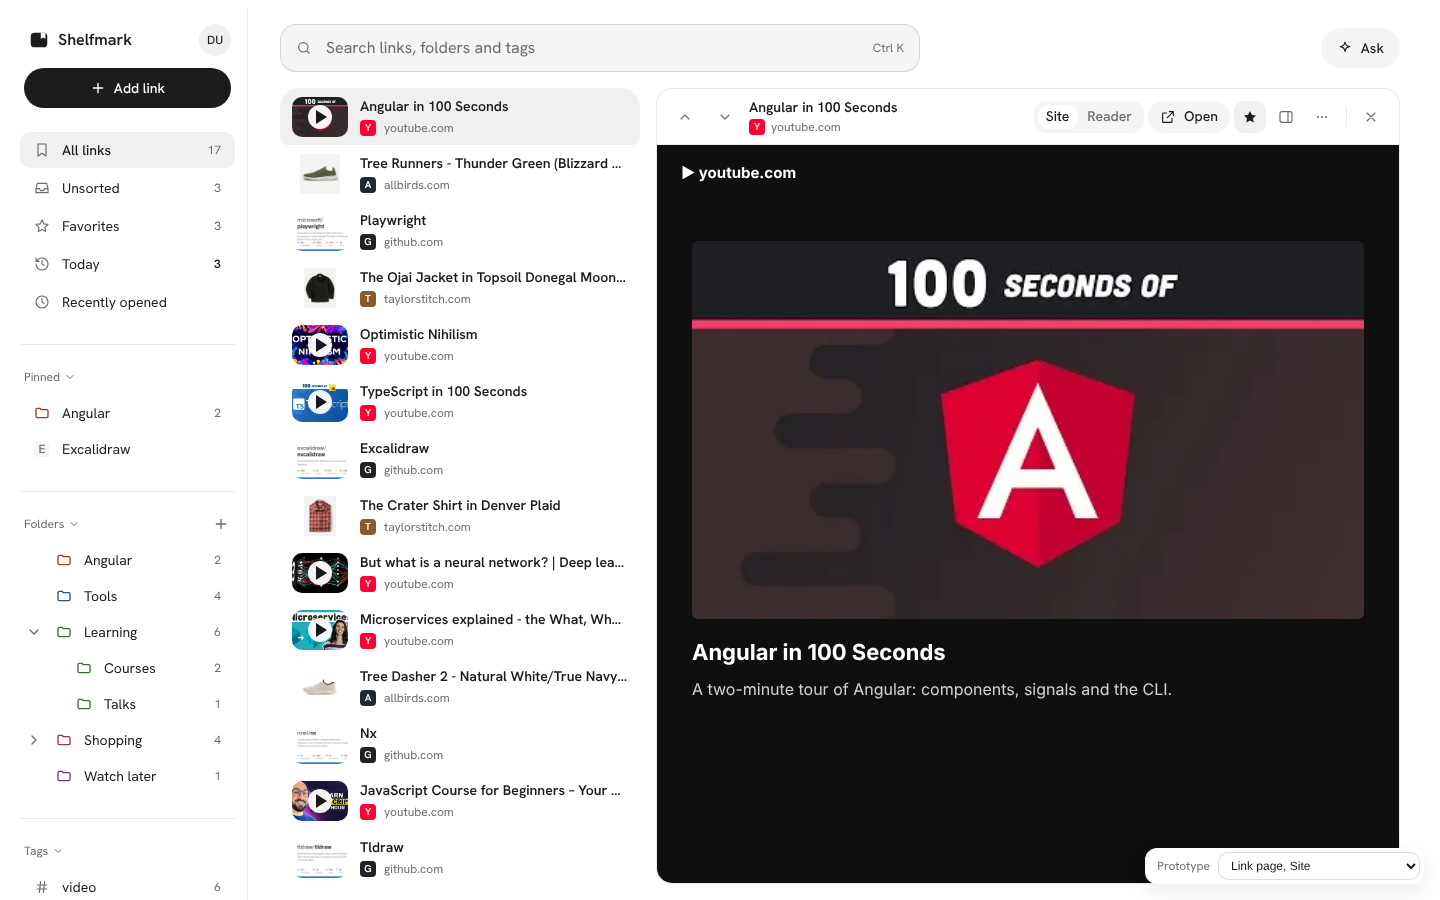 Shelfmark
DU
Add link
All links 17
Unsorted 3
Favorites 3
Today 3
Recently opened
Pinned
Angular 2
E Excalidraw
Folders
Angular 2
Tools 4
Learning 6
Courses 2
Talks 1
Shopping 4
Watch later 1
Tags
# video 6
Search links, folders and tags Ctrl K
Ask
Angular in 100 Seconds
Y youtube.com
Tree Runners - Thunder Green (Blizzard ...
A allbirds.com
microsoft/
playwright
Playwright
G github.com
The Ojai Jacket in Topsoil Donegal Moon...
T taylorstitch.com
Optimistic Nihilism
Y youtube.com
TypeScript in 100 Seconds
Y youtube.com
excalidraw/
excalidraw
Excalidraw
G github.com
The Crater Shirt in Denver Plaid
T taylorstitch.com
But what is a neural network? | Deep lea...
Y youtube.com
Microservices explained - the What, Wh...
Y youtube.com
Tree Dasher 2 - Natural White/True Navy...
A allbirds.com
Nx
G github.com
JavaScript Course for Beginners – Your ...
Y youtube.com
tldraw/tldraw
Tldraw
G github.com
Angular in 100 Seconds
Y youtube.com
Site Reader Open
youtube.com
100 SECONDS OF
A
Angular in 100 Seconds
A two-minute tour of Angular: components, signals and the CLI.
Prototype Link page, Site